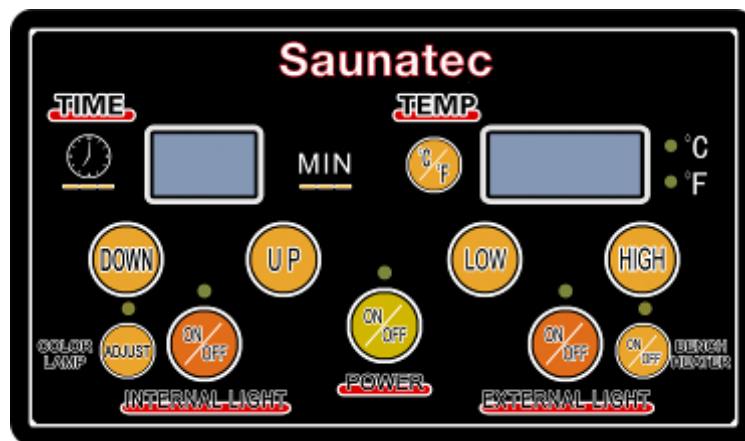 Saunatec
TIME
TEMP
MIN
°C/°F
°C
°F
DOWN
UP
LOW
HIGH
COLOR
LAMP
ADJUST
ON/OFF
INTERNAL LIGHT
ON/OFF
POWER
ON/OFF
EXTERNAL LIGHT
ON/OFF
BENCH
HEATER